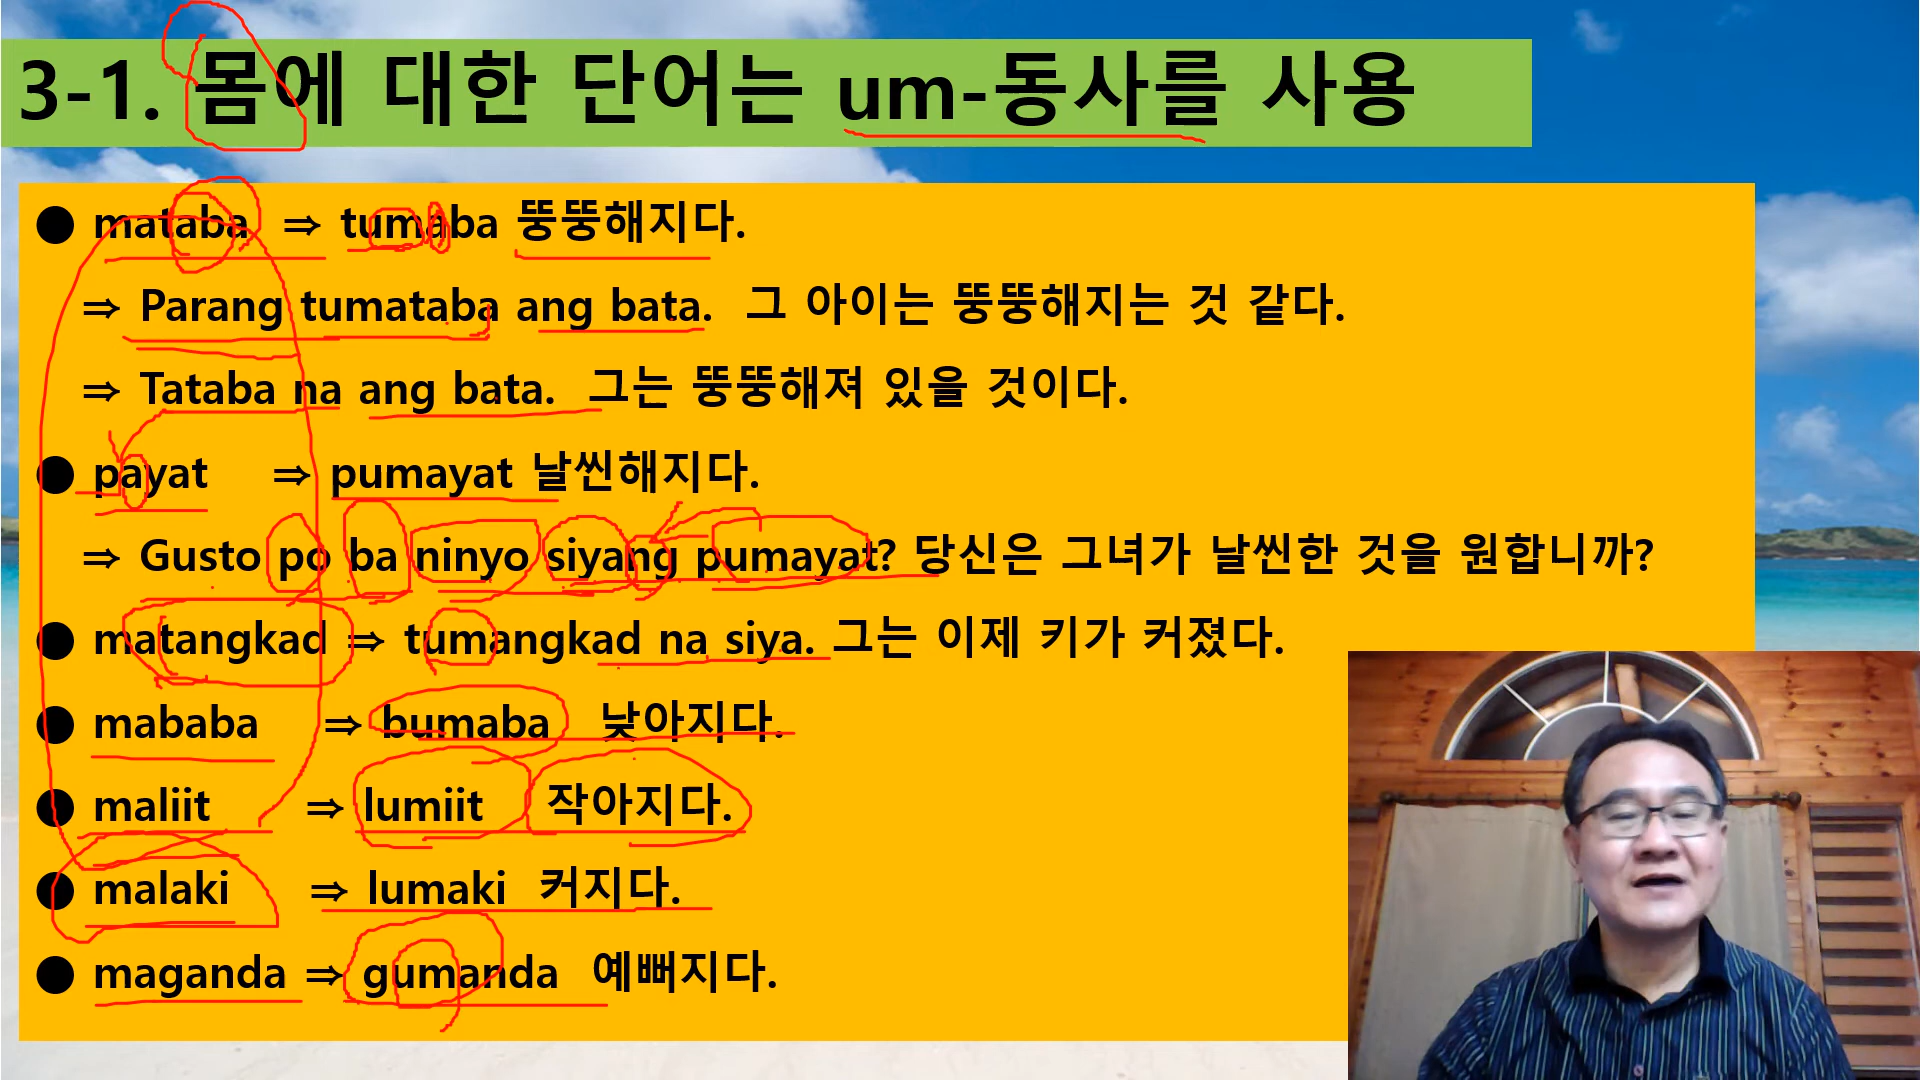 3-1. 몸에 대한 단어는 um-동사를 사용
● mataba ⇒ tumaba 뚱뚱해지다.
⇒ Parang tumataba ang bata. 그 아이는 뚱뚱해지는 것 같다.
⇒ Tataba na ang bata. 그는 뚱뚱해져 있을 것이다.
● payat ⇒ pumayat 날씬해지다.
⇒ Gusto po ba ninyo siyang pumayat? 당신은 그녀가 날씬한 것을 원합니까?
● matangkad ⇒ tumangkad na siya. 그는 이제 키가 커졌다.
● mababa ⇒ bumaba 낮아지다.
● maliit ⇒ lumiit 작아지다.
● malaki ⇒ lumaki 커지다.
● maganda ⇒ gumanda 예뻐지다.